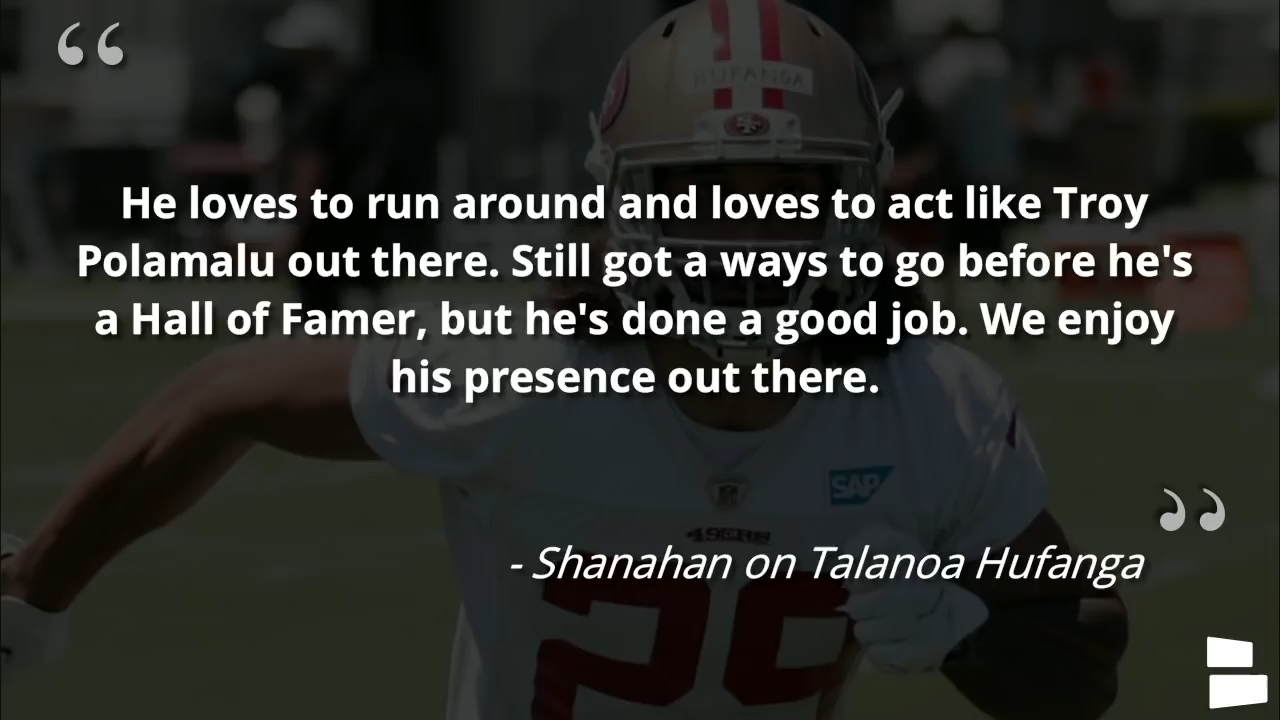 “
HUFANGA
He loves to run around and loves to act like Troy
Polamalu out there. Still got a ways to go before he's
a Hall of Famer, but he's done a good job. We enjoy
his presence out there.
SAP
”
49ERS
- Shanahan on Talanoa Hufanga
29